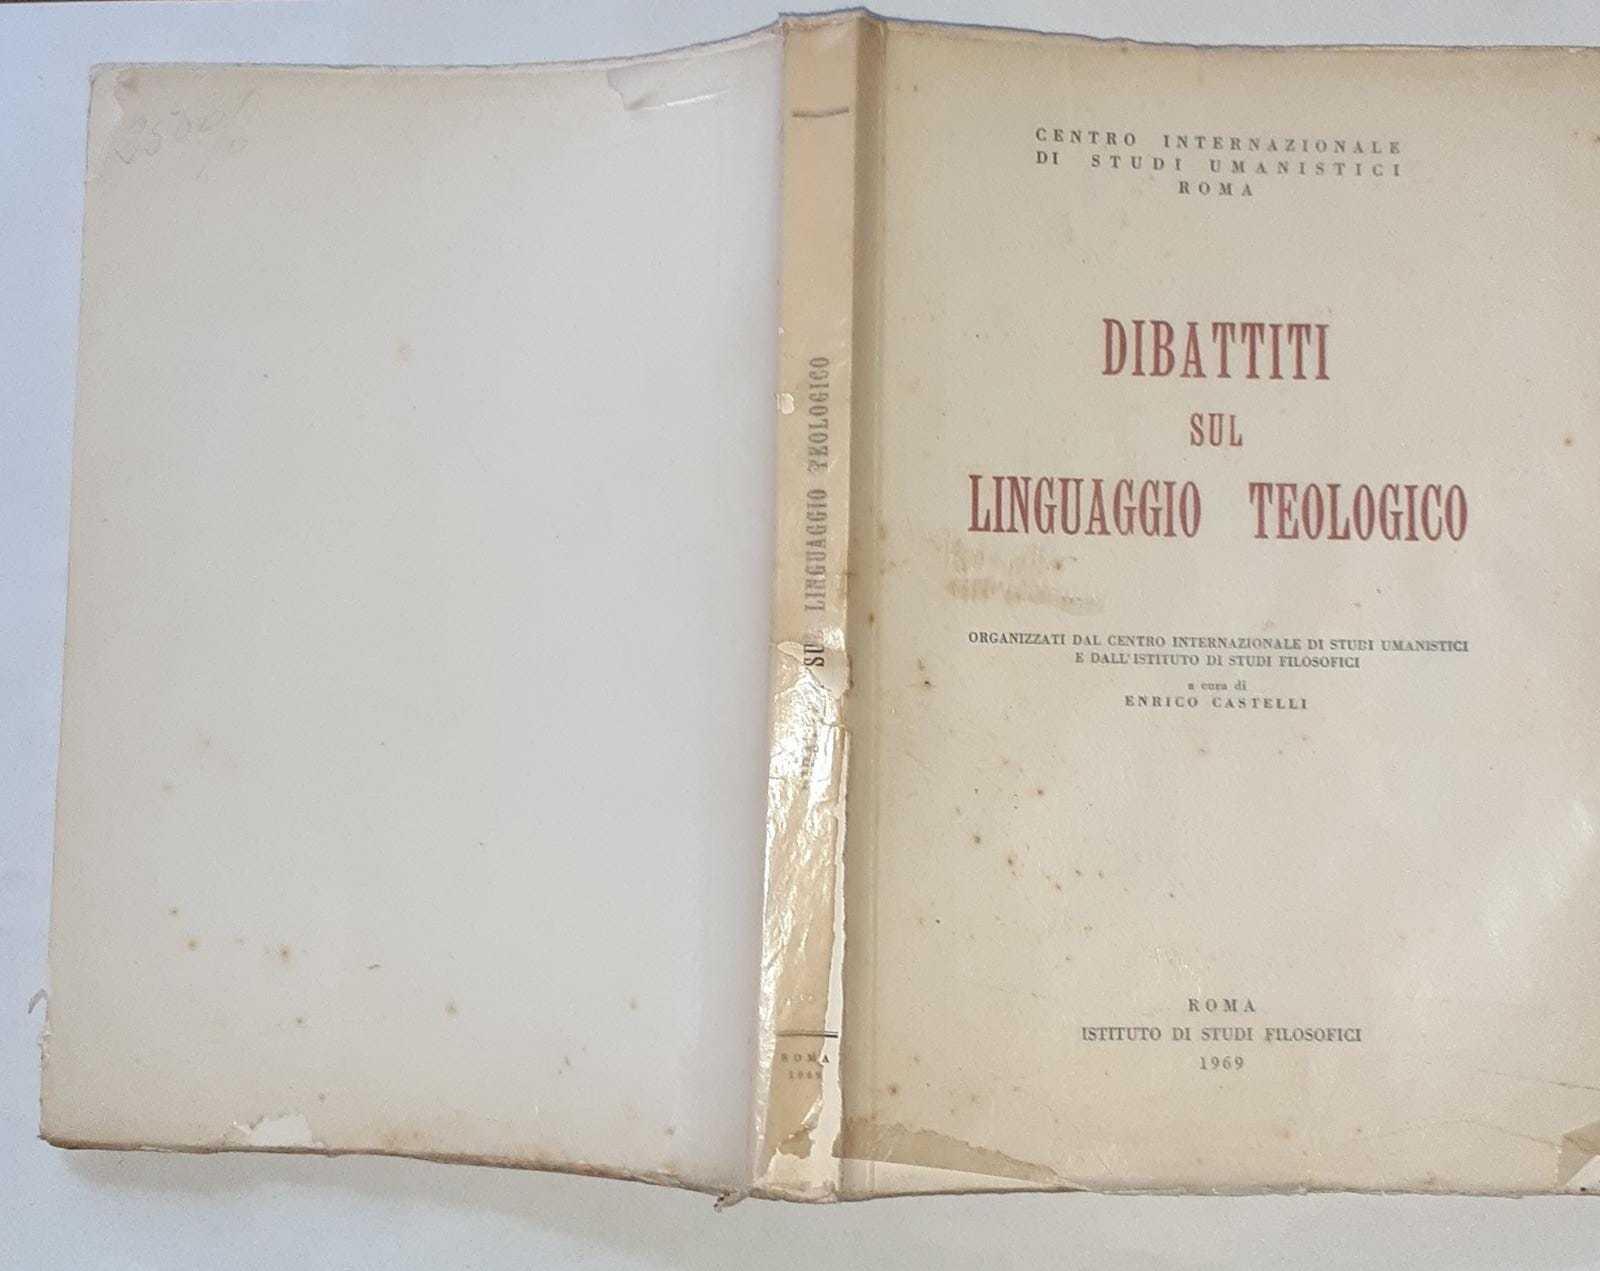 CENTRO INTERNAZIONALE
DI STUDI UMANISTICI
ROMA
DIBATTITI
SUL
LINGUAGGIO TEOLOGICO
ORGANIZZATI DAL CENTRO INTERNAZIONALE DI STUDI UMANISTICI
E DALL'ISTITUTO DI STUDI FILOSOFICI
a cura di
ENRICO CASTELLI
ROMA
ISTITUTO DI STUDI FILOSOFICI
1969
SUL LINGUAGGIO TEOLOGICO
ROMA
1969